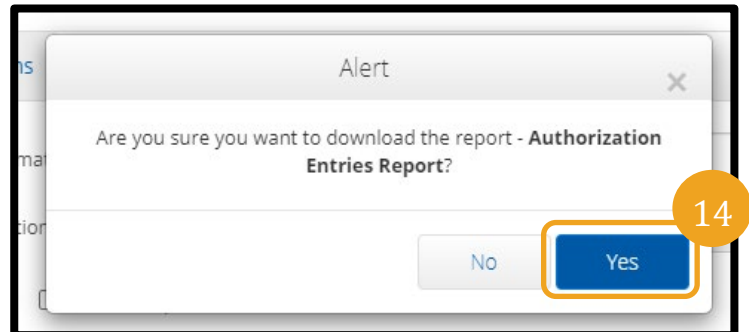 Alert
×
Are you sure you want to download the report - Authorization
Entries Report?
14
No
Yes